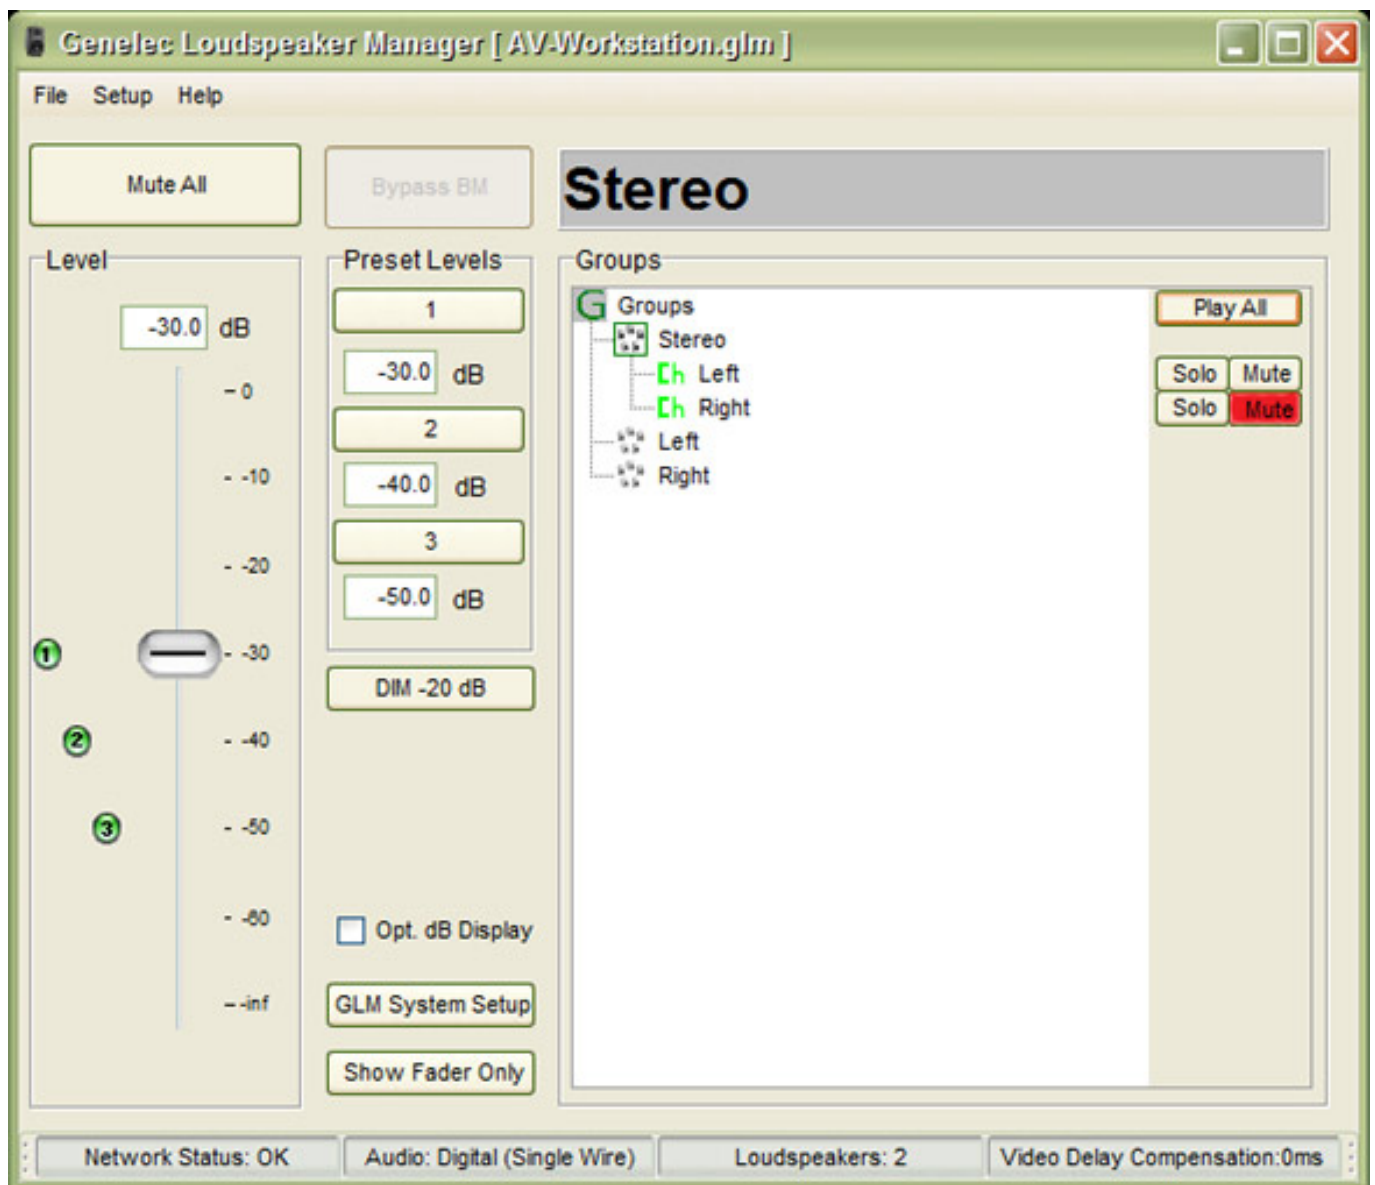 Genelec Loudspeaker Manager [ AV-Workstation.glm ]
File Setup Help
Mute All
Bypass BM
Stereo
Level
-30.0 dB
- 0
- -10
- -20
- -30
- -40
- -50
- -60
- -inf
1
2
3
Preset Levels
1
-30.0 dB
2
-40.0 dB
3
-50.0 dB
DIM -20 dB
Opt. dB Display
GLM System Setup
Show Fader Only
Groups
G Groups
Stereo
Ch Left
Ch Right
Left
Right
Play All
Solo Mute
Solo Mute
Network Status: OK
Audio: Digital (Single Wire)
Loudspeakers: 2
Video Delay Compensation:0ms